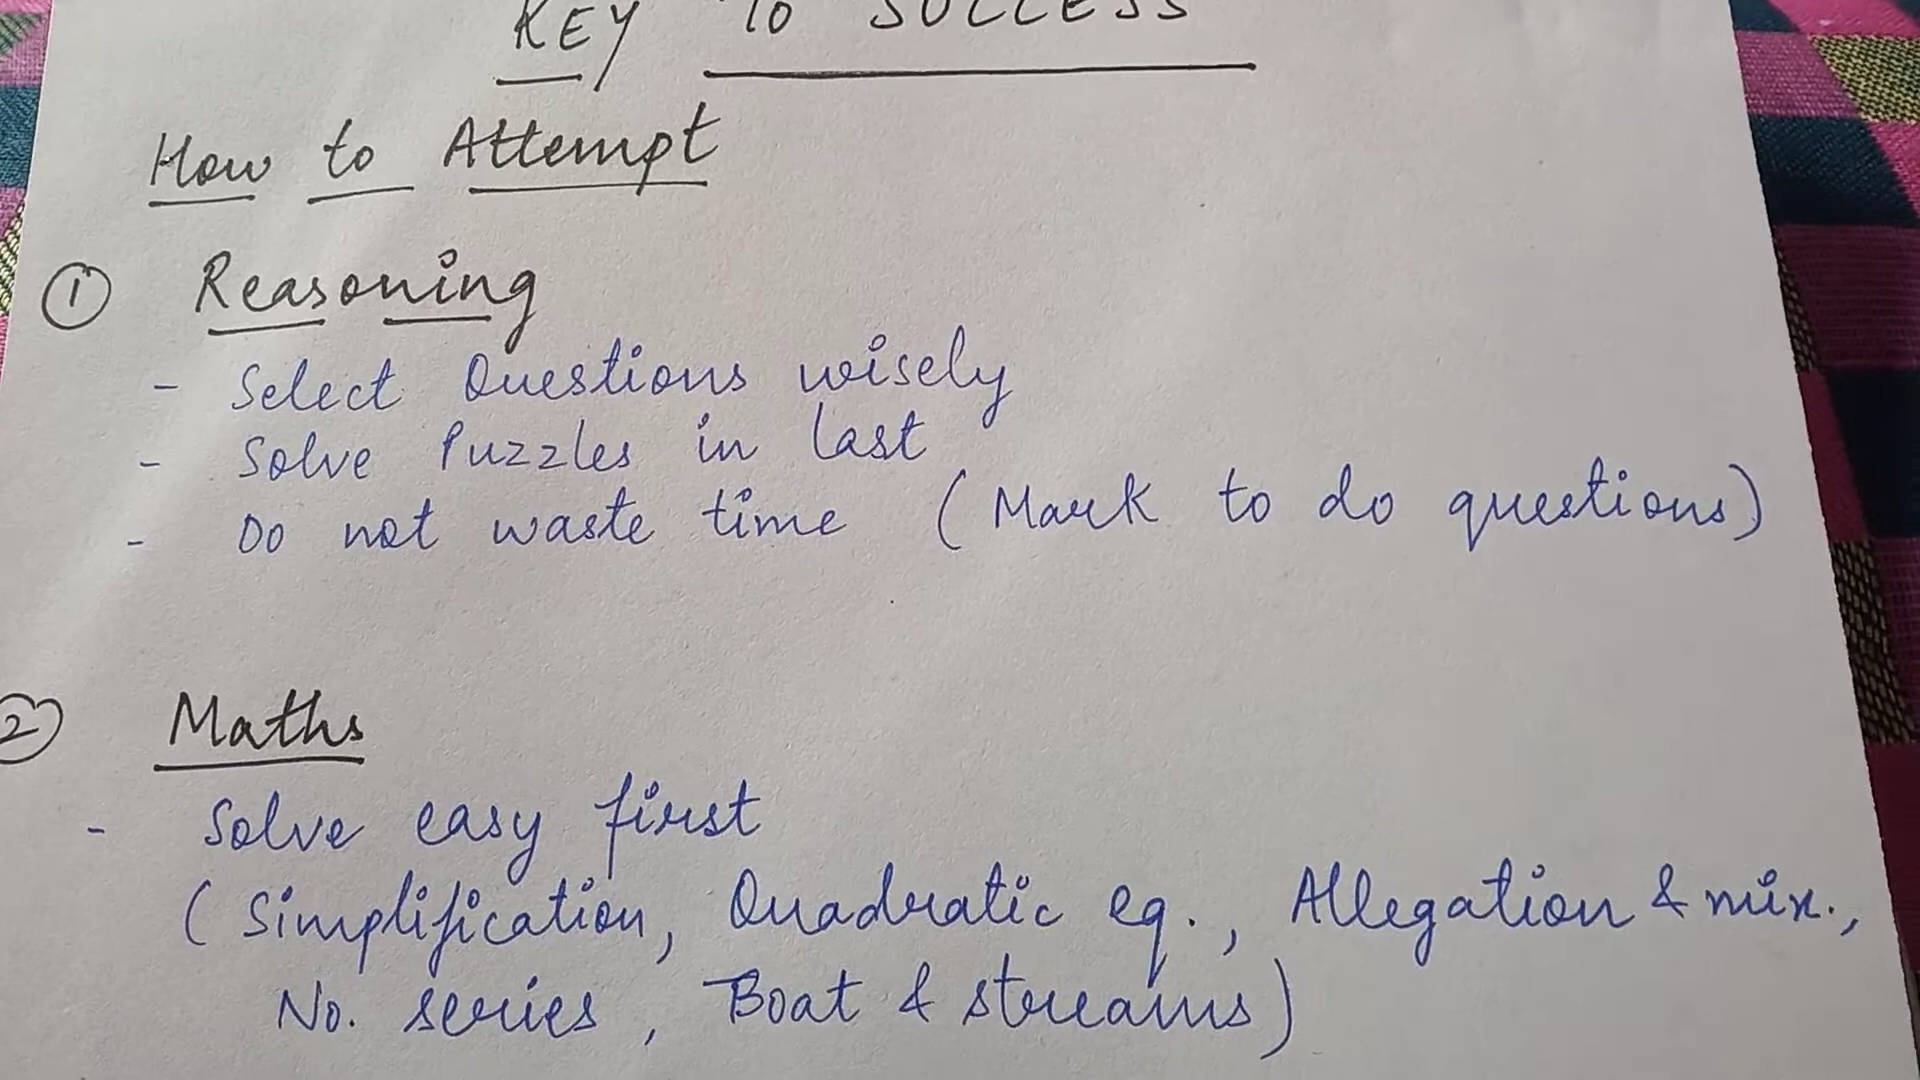 KEY TO SUCCESS
How to Attempt
① Reasoning
- Select Questions wisely
- Solve Puzzles in last
- Do not waste time (Mark to do questions)
② Maths
- Solve easy first
(Simplification, Quadratic eq., Allegation & mix.,
No. series, Boat & streams)